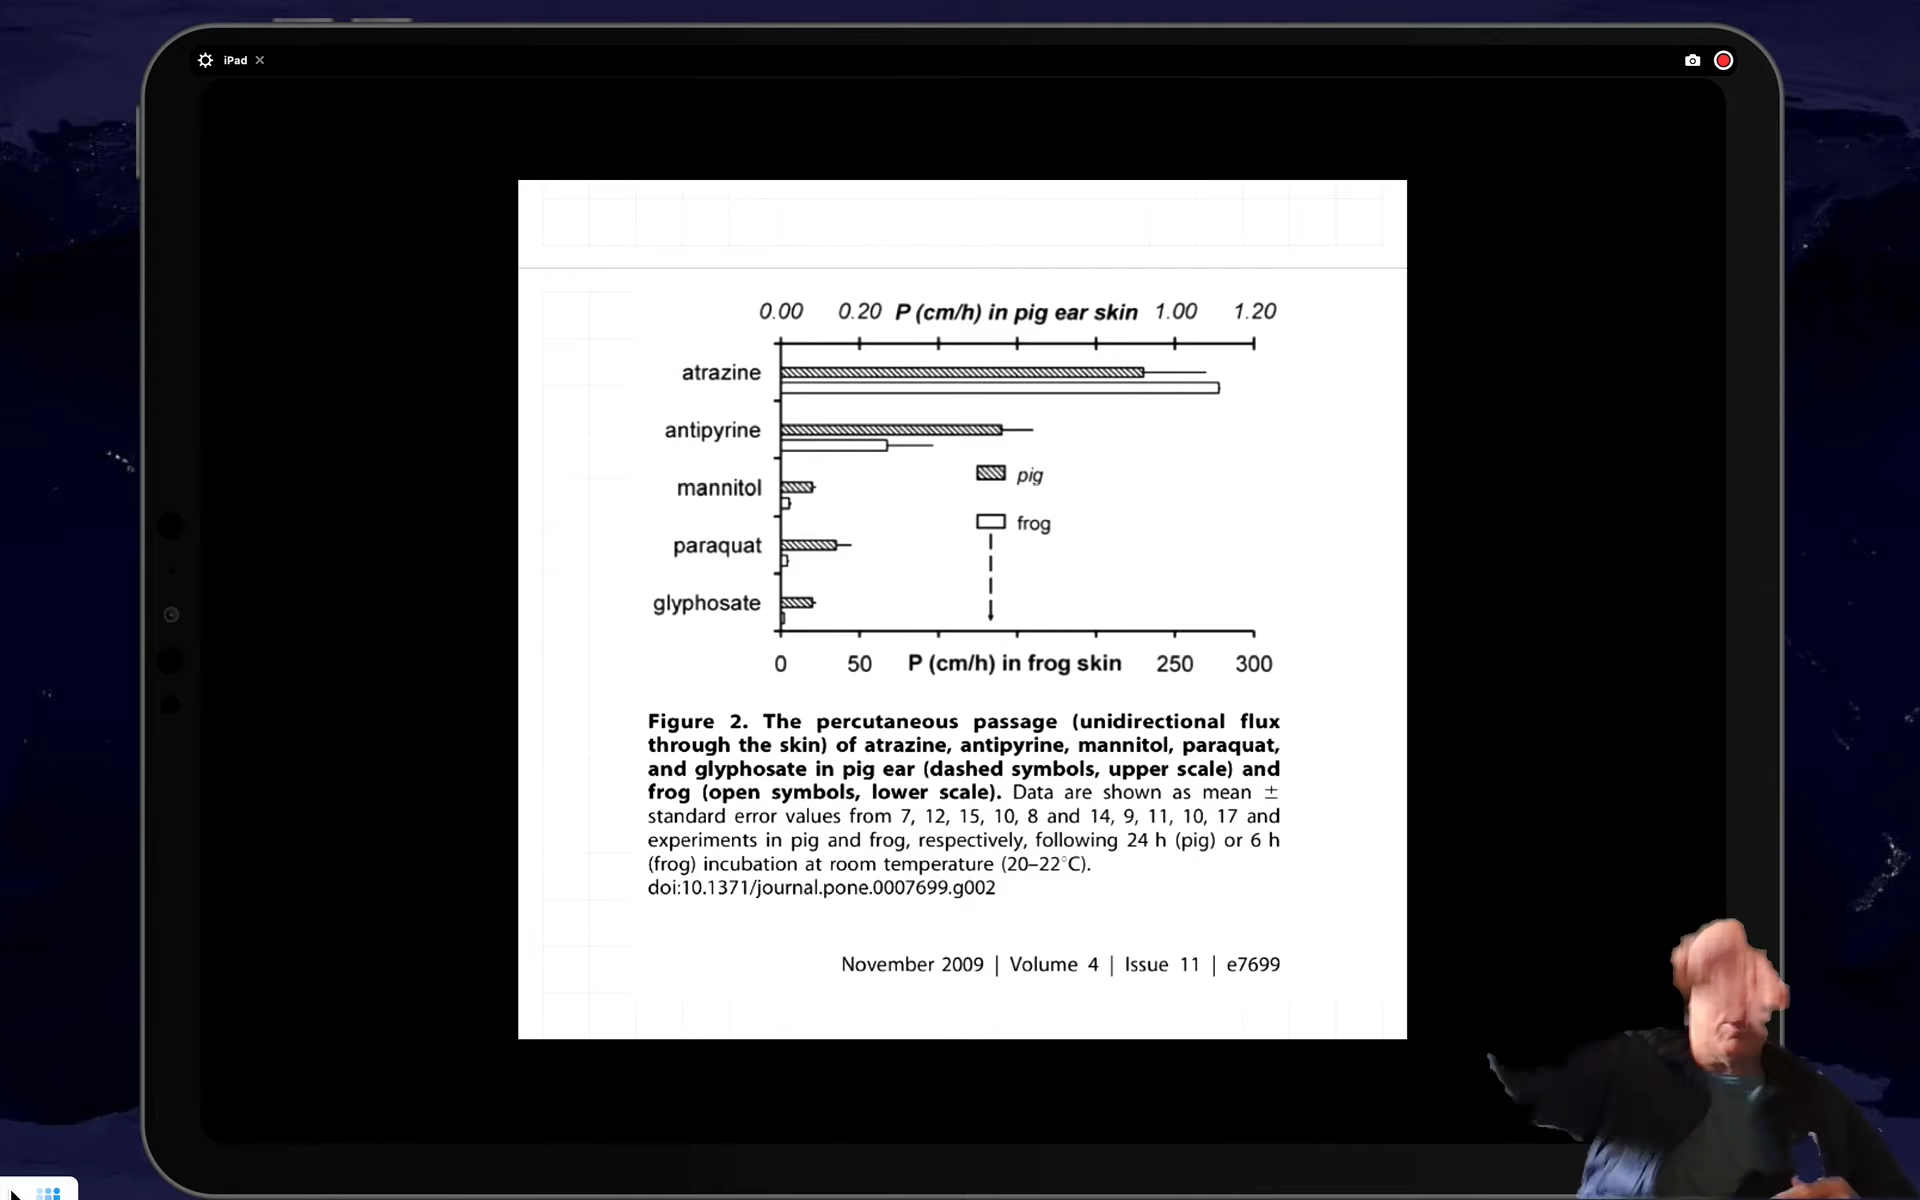 iPad
0.00 0.20 P (cm/h) in pig ear skin 1.00 1.20
atrazine
antipyrine
mannitol
paraquat
glyphosate
pig
frog
0 50 P (cm/h) in frog skin 250 300
Figure 2. The percutaneous passage (unidirectional flux
through the skin) of atrazine, antipyrine, mannitol, paraquat,
and glyphosate in pig ear (dashed symbols, upper scale) and
frog (open symbols, lower scale). Data are shown as mean ±
standard error values from 7, 12, 15, 10, 8 and 14, 9, 11, 10, 17 and
experiments in pig and frog, respectively, following 24 h (pig) or 6 h
(frog) incubation at room temperature (20–22°C).
doi:10.1371/journal.pone.0007699.g002
November 2009 | Volume 4 | Issue 11 | e7699